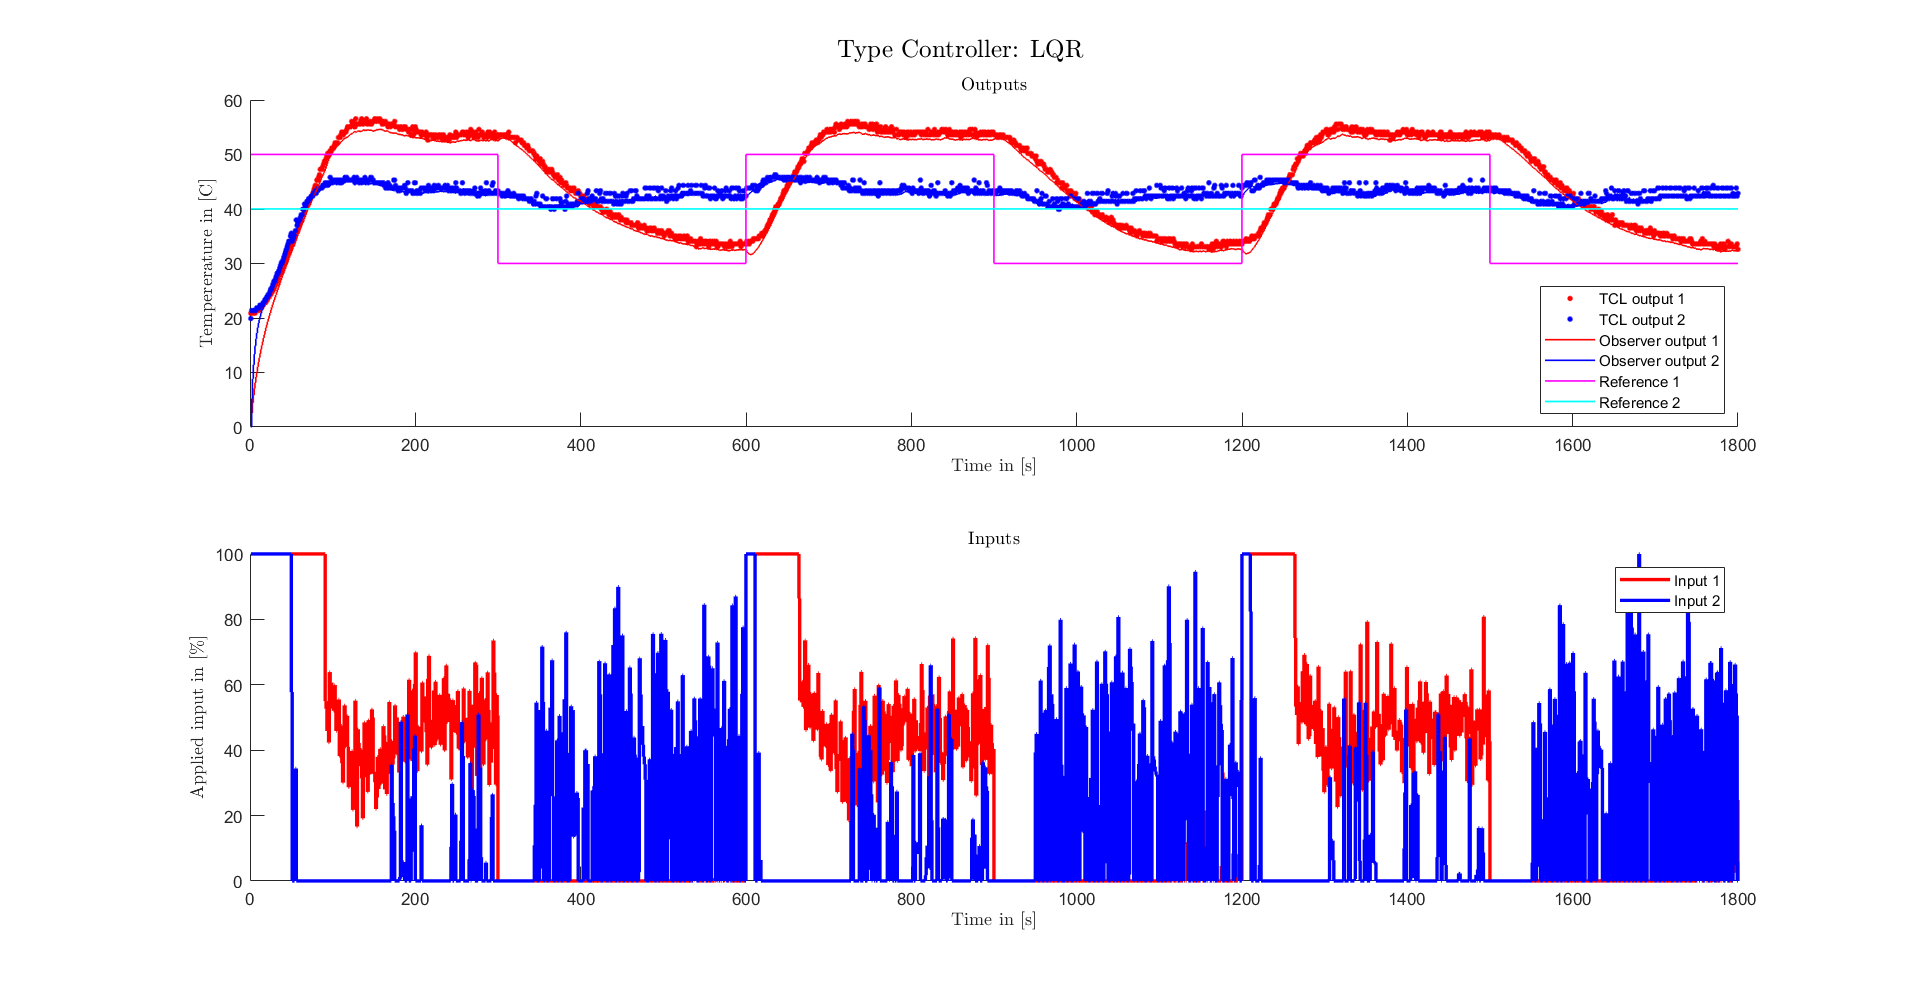 Type Controller: LQR
Outputs
Tempererature in [C]
60
50
40
30
20
10
0
0 200 400 600 800 1000 1200 1400 1600 1800
Time in [s]
TCL output 1
TCL output 2
Observer output 1
Observer output 2
Reference 1
Reference 2
Inputs
Applied input in [%]
100
80
60
40
20
0
0 200 400 600 800 1000 1200 1400 1600 1800
Time in [s]
Input 1
Input 2